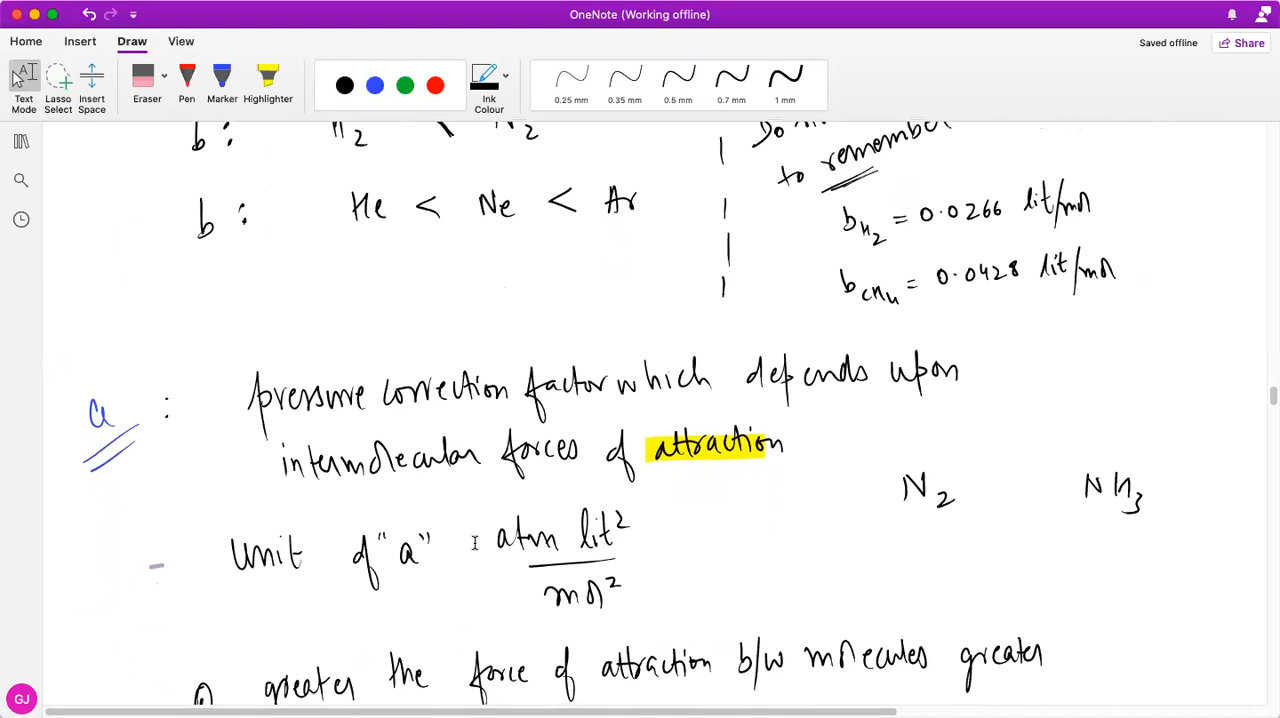 OneNote (Working offline)
Home Insert Draw View
Saved offline
Share
Text Mode
Lasso Select
Insert Space
Eraser
Pen
Marker
Highlighter
Ink Colour
0.25 mm 0.35 mm 0.5 mm 0.7 mm 1 mm
b : H2 < N2
to remember
b : He < Ne < Ar
bH2 = 0.0266 lit/mol
bCH4 = 0.0428 lit/mol
a : pressure correction factor which depends upon
intermolecular forces of attraction
N2 NH3
- Unit of "a" : atm lit²
mol²
greater the force of attraction b/w molecules greater
GJ